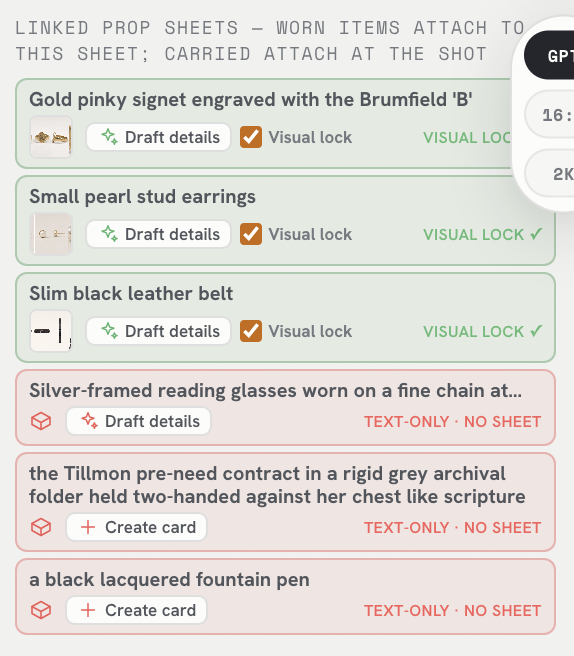 LINKED PROP SHEETS — WORN ITEMS ATTACH TO
THIS SHEET; CARRIED ATTACH AT THE SHOT
Gold pinky signet engraved with the Brumfield 'B'
Draft details Visual lock VISUAL
Small pearl stud earrings
Draft details Visual lock VISUAL LOCK ✓
Slim black leather belt
Draft details Visual lock VISUAL LOCK ✓
Silver-framed reading glasses worn on a fine chain at...
Draft details TEXT-ONLY · NO SHEET
the Tillmon pre-need contract in a rigid grey archival
folder held two-handed against her chest like scripture
Create card TEXT-ONLY · NO SHEET
a black lacquered fountain pen
Create card TEXT-ONLY · NO SHEET
GPT
16:
2K